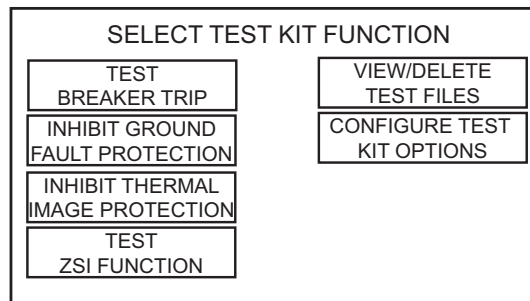 SELECT TEST KIT FUNCTION
TEST
BREAKER TRIP
INHIBIT GROUND
FAULT PROTECTION
INHIBIT THERMAL
IMAGE PROTECTION
TEST
ZSI FUNCTION
VIEW/DELETE
TEST FILES
CONFIGURE TEST
KIT OPTIONS